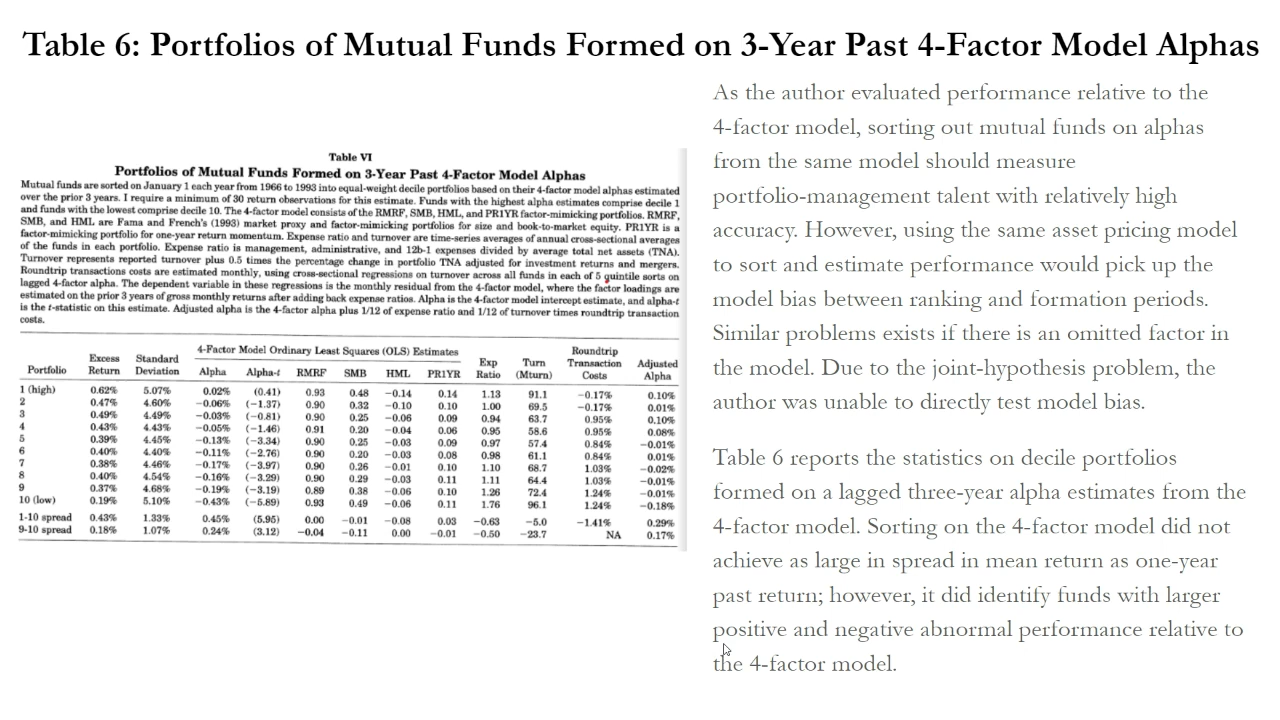 Table 6: Portfolios of Mutual Funds Formed on 3-Year Past 4-Factor Model Alphas
As the author evaluated performance relative to the
4-factor model, sorting out mutual funds on alphas
from the same model should measure
portfolio-management talent with relatively high
accuracy. However, using the same asset pricing model
to sort and estimate performance would pick up the
model bias between ranking and formation periods.
Similar problems exists if there is an omitted factor in
the model. Due to the joint-hypothesis problem, the
author was unable to directly test model bias.
Table 6 reports the statistics on decile portfolios
formed on a lagged three-year alpha estimates from the
4-factor model. Sorting on the 4-factor model did not
achieve as large in spread in mean return as one-year
past return; however, it did identify funds with larger
positive and negative abnormal performance relative to
the 4-factor model.
Table VI
Portfolios of Mutual Funds Formed on 3-Year Past 4-Factor Model Alphas
Mutual funds are sorted on January 1 each year from 1966 to 1993 into equal-weight decile portfolios based on their 4-factor model alphas estimated
over the prior 3 years. I require a minimum of 30 return observations for this estimate. Funds with the highest alpha estimates comprise decile 1
and funds with the lowest comprise decile 10. The 4-factor model consists of the RMRF, SMB, HML, and PR1YR factor-mimicking portfolios. RMRF,
SMB, and HML are Fama and French's (1993) market proxy and factor-mimicking portfolios for size and book-to-market equity. PR1YR is a
factor-mimicking portfolio for one-year return momentum. Expense ratio and turnover are time-series averages of annual cross-sectional averages
of the funds in each portfolio. Expense ratio is management, administrative, and 12b-1 expenses divided by average total net assets (TNA).
Turnover represents reported turnover plus 0.5 times the percentage change in portfolio TNA adjusted for investment returns and mergers.
Roundtrip transactions costs are estimated monthly, using cross-sectional regressions on turnover across all funds in each of 5 quintile sorts on
lagged 4-factor alpha. The dependent variable in these regressions is the monthly residual from the 4-factor model, where the factor loadings are
estimated on the prior 3 years of gross monthly returns after adding back expense ratios. Alpha is the 4-factor model intercept estimate, and alpha-t
is the t-statistic on this estimate. Adjusted alpha is the 4-factor alpha plus 1/12 of expense ratio and 1/12 of turnover times roundtrip transaction
costs.
4-Factor Model Ordinary Least Squares (OLS) Estimates
Portfolio Excess Return Standard Deviation Alpha Alpha-t RMRF SMB HML PR1YR Exp Ratio Turn (Mturn) Roundtrip Transaction Costs Adjusted Alpha
1 (high) 0.62% 5.07% 0.02% (0.41) 0.93 0.48 −0.14 0.14 1.13 91.1 −0.17% 0.10%
2 0.47% 4.60% −0.06% (−1.37) 0.90 0.32 −0.10 0.10 1.00 69.5 −0.17% 0.01%
3 0.49% 4.49% −0.03% (−0.81) 0.90 0.25 −0.06 0.09 0.94 63.7 0.95% 0.10%
4 0.43% 4.43% −0.05% (−1.46) 0.91 0.20 −0.04 0.06 0.95 58.6 0.95% 0.08%
5 0.39% 4.45% −0.13% (−3.34) 0.90 0.25 −0.03 0.09 0.97 57.4 0.84% −0.01%
6 0.40% 4.40% −0.11% (−2.76) 0.90 0.20 −0.03 0.08 0.98 61.1 0.84% 0.01%
7 0.38% 4.46% −0.17% (−3.97) 0.90 0.26 −0.01 0.10 1.10 68.7 1.03% −0.02%
8 0.40% 4.54% −0.16% (−3.29) 0.90 0.29 −0.03 0.11 1.11 64.4 1.03% −0.01%
9 0.37% 4.68% −0.19% (−3.19) 0.89 0.38 −0.06 0.10 1.26 72.4 1.24% −0.01%
10 (low) 0.19% 5.10% −0.43% (−5.89) 0.93 0.49 −0.06 0.11 1.76 96.1 1.24% −0.18%
1-10 spread 0.43% 1.33% 0.45% (5.95) 0.00 −0.01 −0.08 0.03 −0.63 −5.0 −1.41% 0.29%
9-10 spread 0.18% 1.07% 0.24% (3.12) −0.04 −0.11 0.00 −0.01 −0.50 −23.7 NA 0.17%